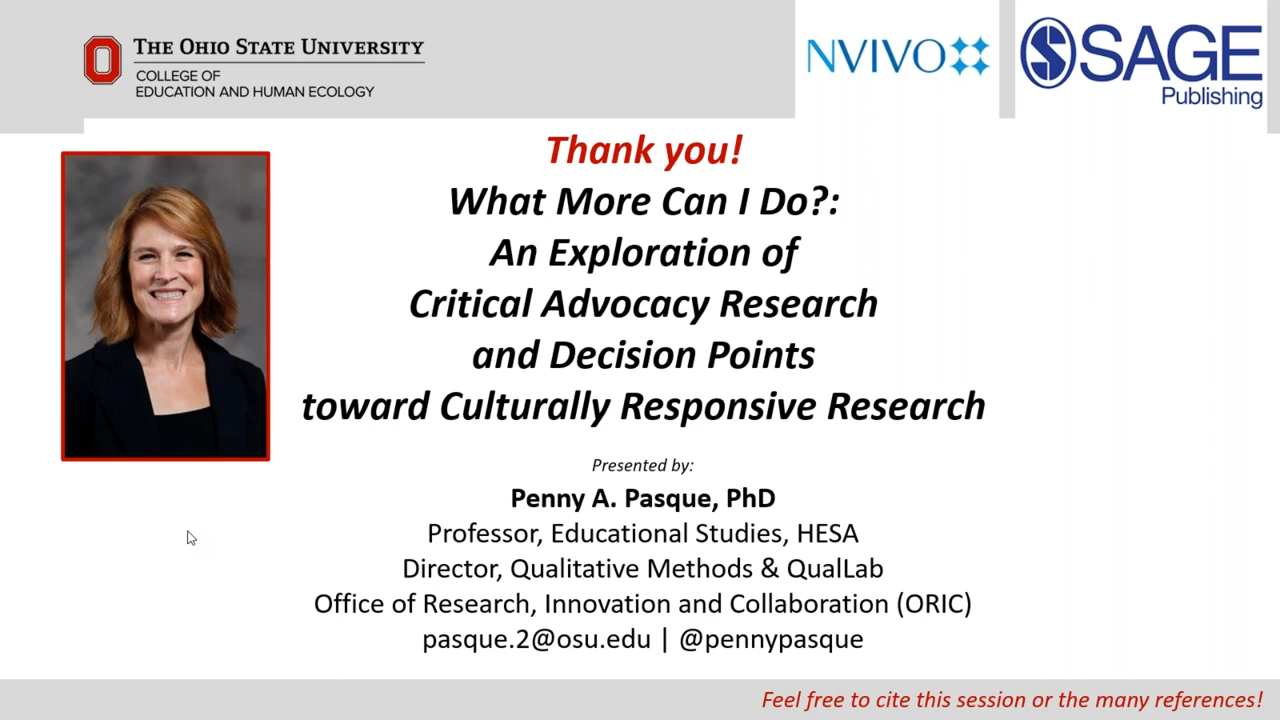 THE OHIO STATE UNIVERSITY
COLLEGE OF
EDUCATION AND HUMAN ECOLOGY
NVIVO
SAGE
Publishing
Thank you!
What More Can I Do?:
An Exploration of
Critical Advocacy Research
and Decision Points
toward Culturally Responsive Research
Presented by:
Penny A. Pasque, PhD
Professor, Educational Studies, HESA
Director, Qualitative Methods & QualLab
Office of Research, Innovation and Collaboration (ORIC)
pasque.2@osu.edu | @pennypasque
Feel free to cite this session or the many references!